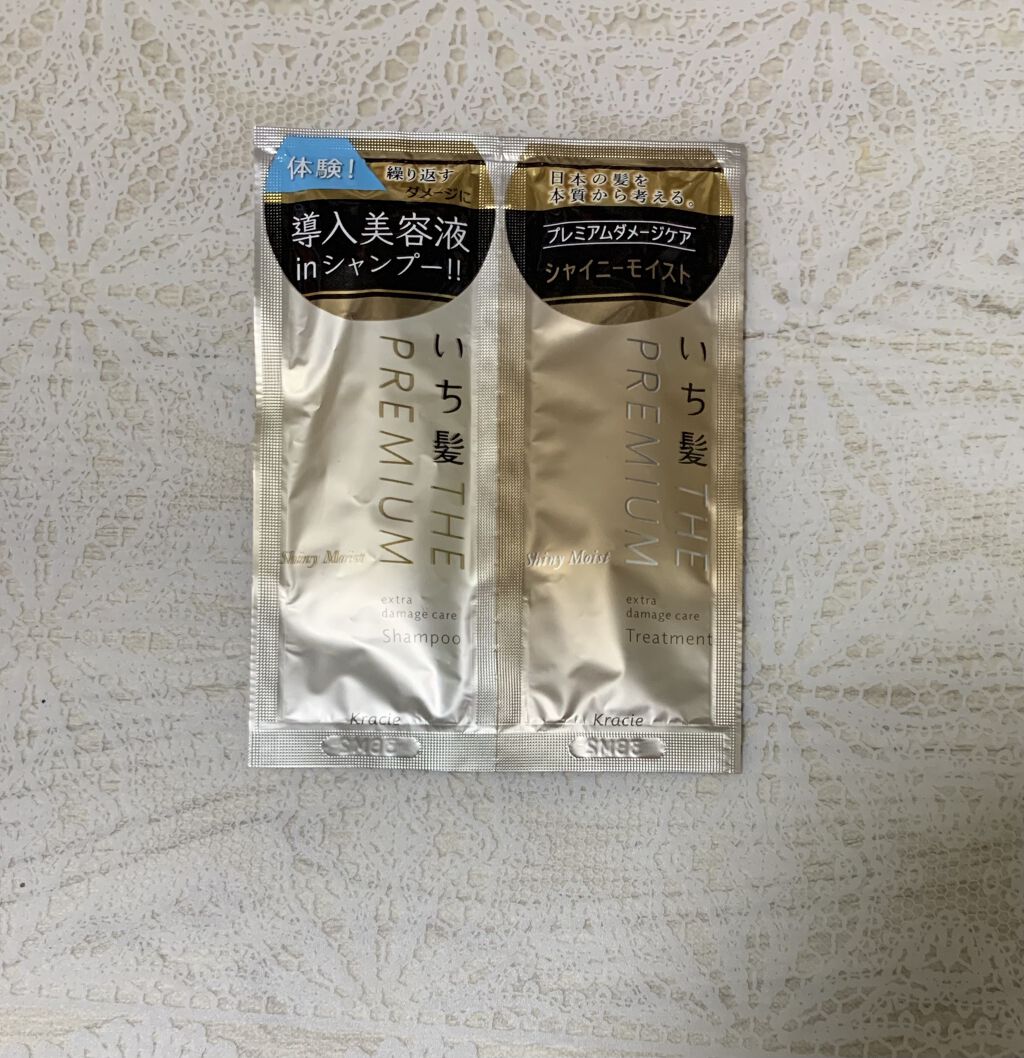 体験!
繰り返す
ダメージに
導入美容液
inシャンプー!!
いち髪 THE
PREMIUM
Shiny Moist
extra
damage care
Shampoo
Kracie
日本の髪を
本質から考える。
プレミアムダメージケア
シャイニーモイスト
いち髪 THE
PREMIUM
Shiny Moist
extra
damage care
Treatment
Kracie